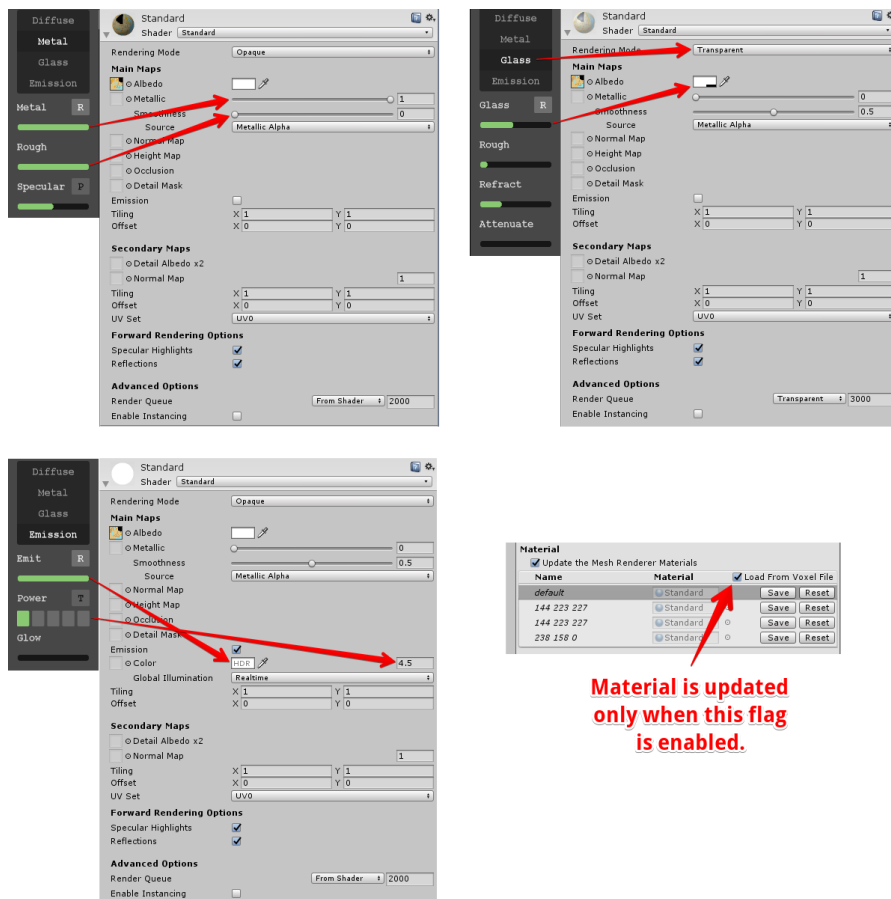 Diffuse
Metal
Glass
Emission
Metal R
Rough
Specular P
Standard
Shader Standard
Rendering Mode Opaque
Main Maps
Albedo
Metallic 1
Smoothness 0
Source Metallic Alpha
Normal Map
Height Map
Occlusion
Detail Mask
Emission
Tiling X 1 Y 1
Offset X 0 Y 0
Secondary Maps
Detail Albedo x2
Normal Map 1
Tiling X 1 Y 1
Offset X 0 Y 0
UV Set UV0
Forward Rendering Options
Specular Highlights
Reflections
Advanced Options
Render Queue From Shader 2000
Enable Instancing
Diffuse
Metal
Glass
Emission
Glass R
Rough
Refract
Attenuate
Standard
Shader Standard
Rendering Mode Transparent
Main Maps
Albedo
Metallic 0
Smoothness 0.5
Source Metallic Alpha
Normal Map
Height Map
Occlusion
Detail Mask
Emission
Tiling X 1 Y 1
Offset X 0 Y 0
Secondary Maps
Detail Albedo x2
Normal Map 1
Tiling X 1 Y 1
Offset X 0 Y 0
UV Set UV0
Forward Rendering Options
Specular Highlights
Reflections
Advanced Options
Render Queue Transparent 3000
Enable Instancing
Diffuse
Metal
Glass
Emission
Emit R
Power T
Glow
Standard
Shader Standard
Rendering Mode Opaque
Main Maps
Albedo
Metallic 0
Smoothness 0.5
Source Metallic Alpha
Normal Map
Height Map
Occlusion
Detail Mask
Emission
Color HDR 4.5
Global Illumination Realtime
Tiling X 1 Y 1
Offset X 0 Y 0
Secondary Maps
Detail Albedo x2
Normal Map 1
Tiling X 1 Y 1
Offset X 0 Y 0
UV Set UV0
Forward Rendering Options
Specular Highlights
Reflections
Advanced Options
Render Queue From Shader 2000
Enable Instancing
Material
Update the Mesh Renderer Materials
Name Material Load From Voxel File
default Standard Save Reset
144 223 227 Standard Save Reset
144 223 227 Standard Save Reset
238 158 0 Standard Save Reset
Material is updated
only when this flag
is enabled.